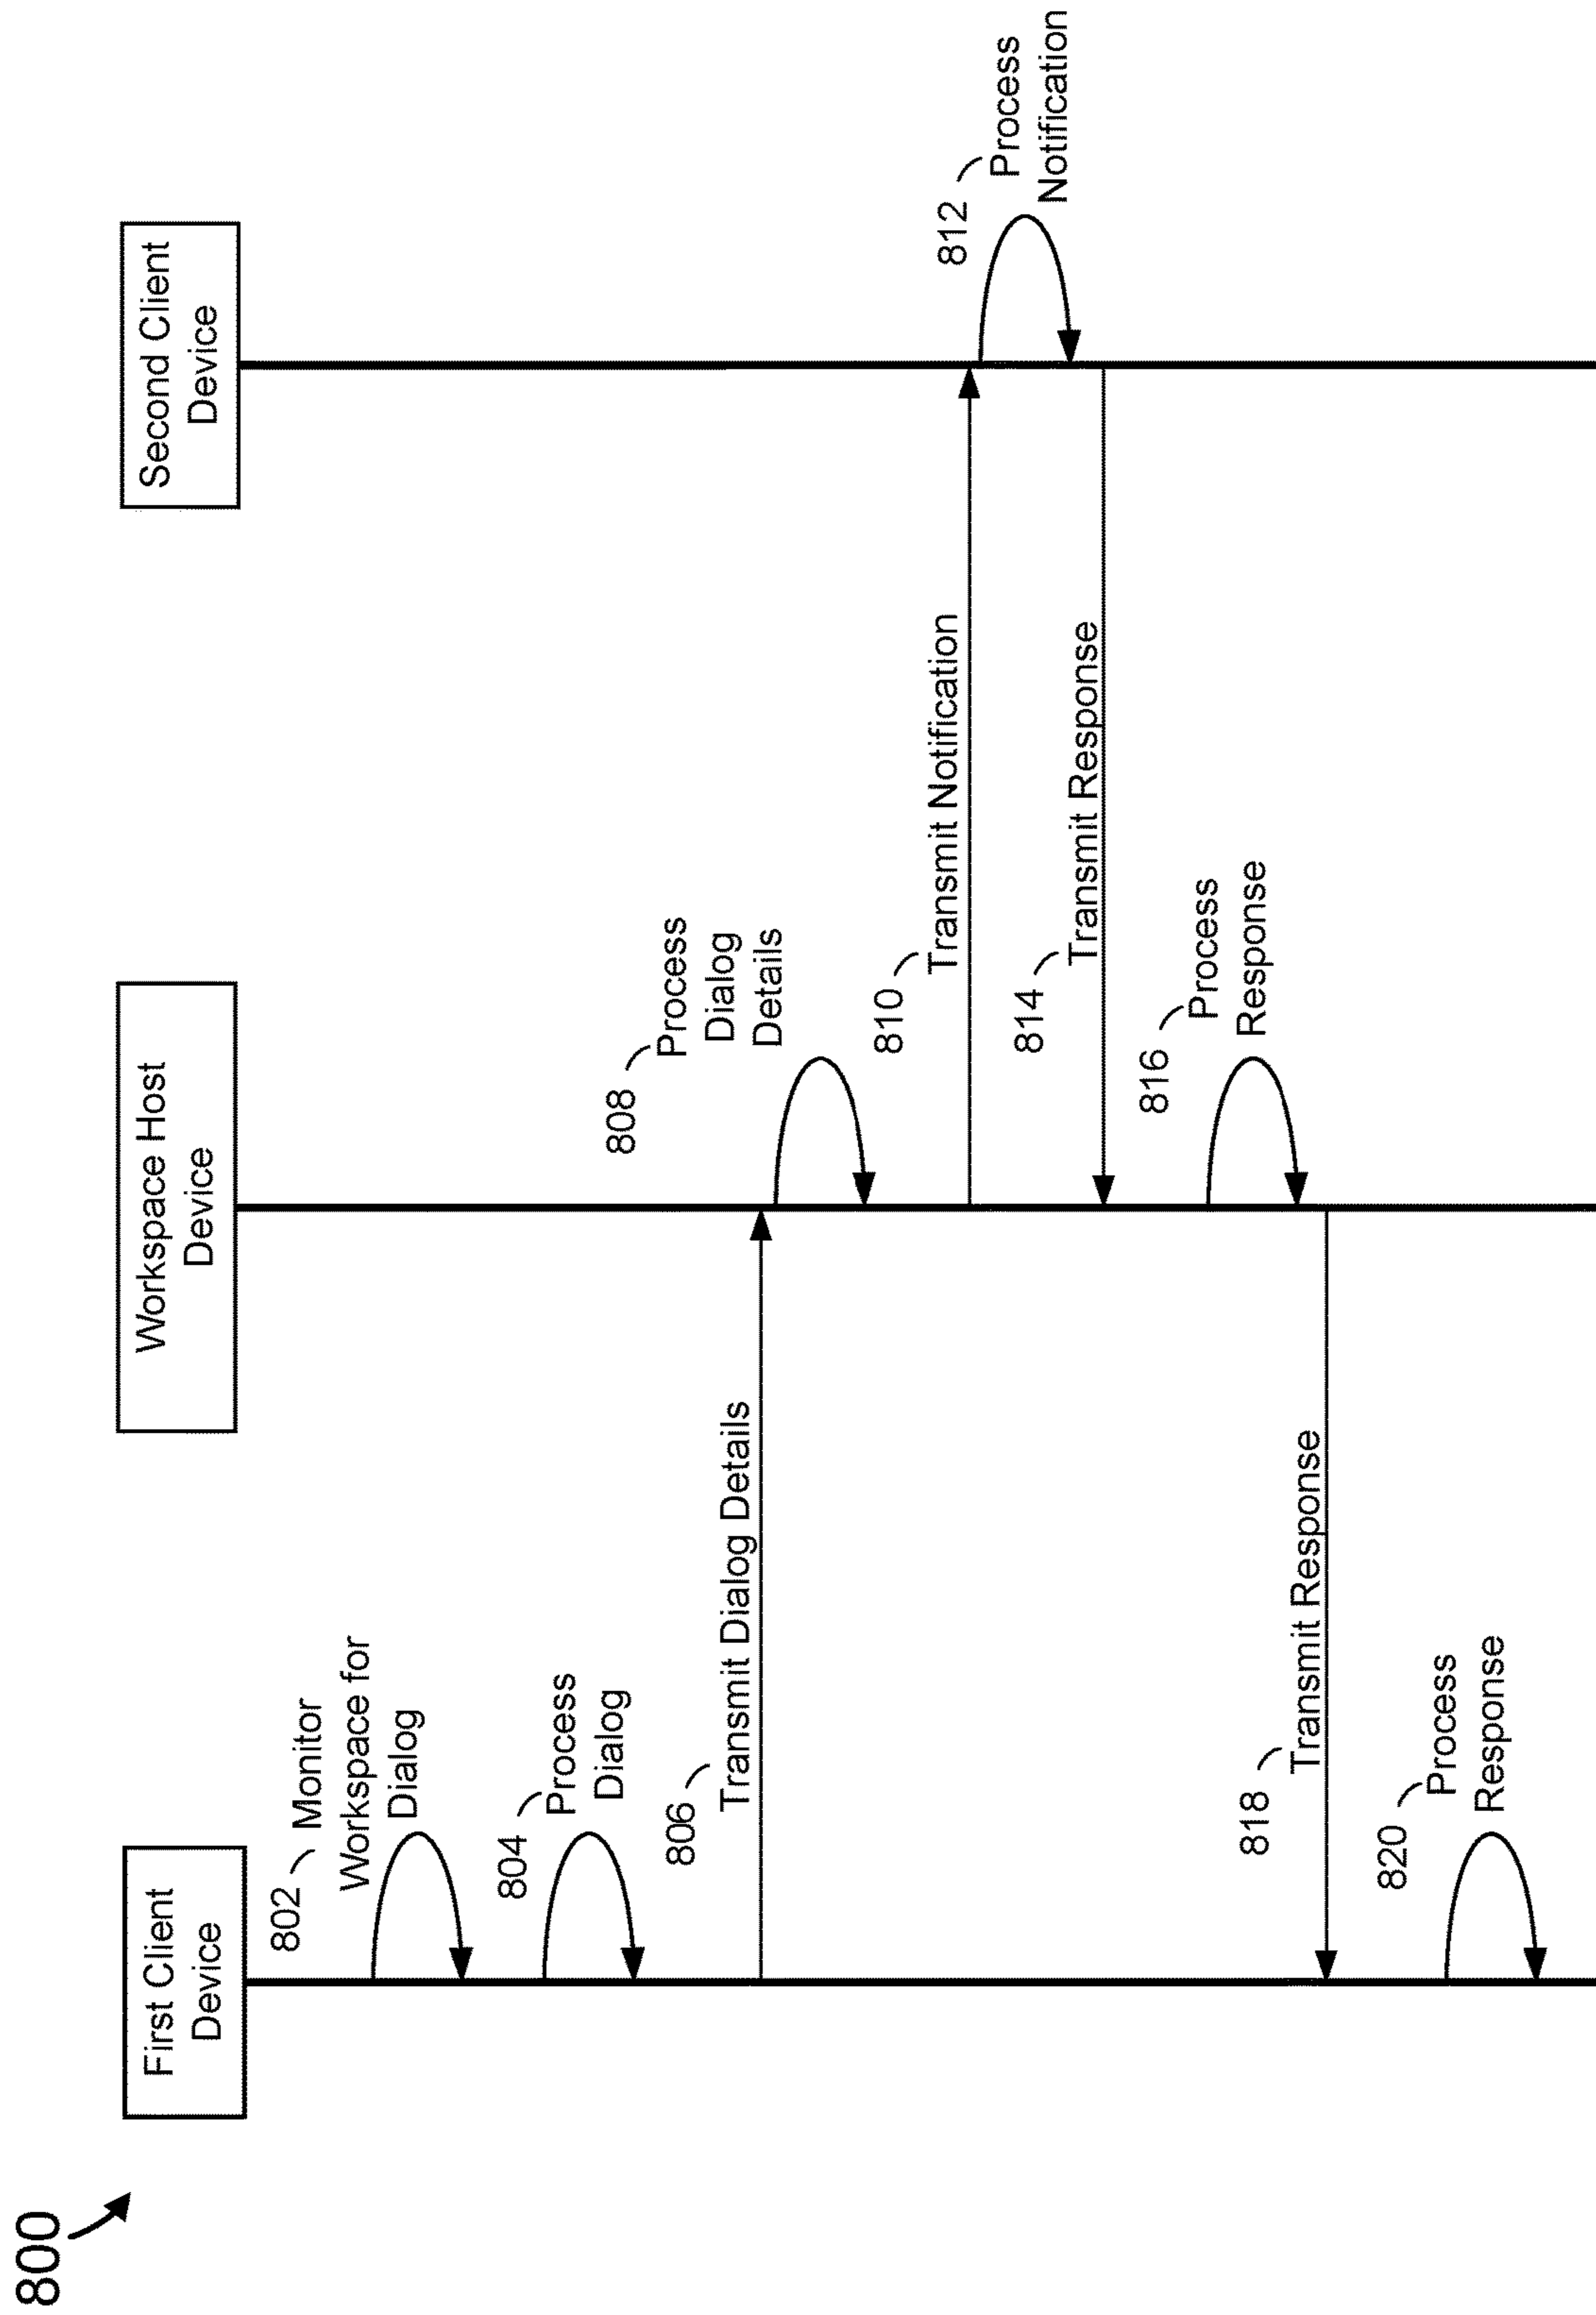 800
First Client
Device
Workspace Host
Device
Second Client
Device
802
Monitor
Workspace for
Dialog
804
Process
Dialog
806
Transmit Dialog Details
808
Process
Dialog
Details
810
Transmit Notification
812
Process
Notification
814
Transmit Response
816
Process
Response
818
Transmit Response
820
Process
Response